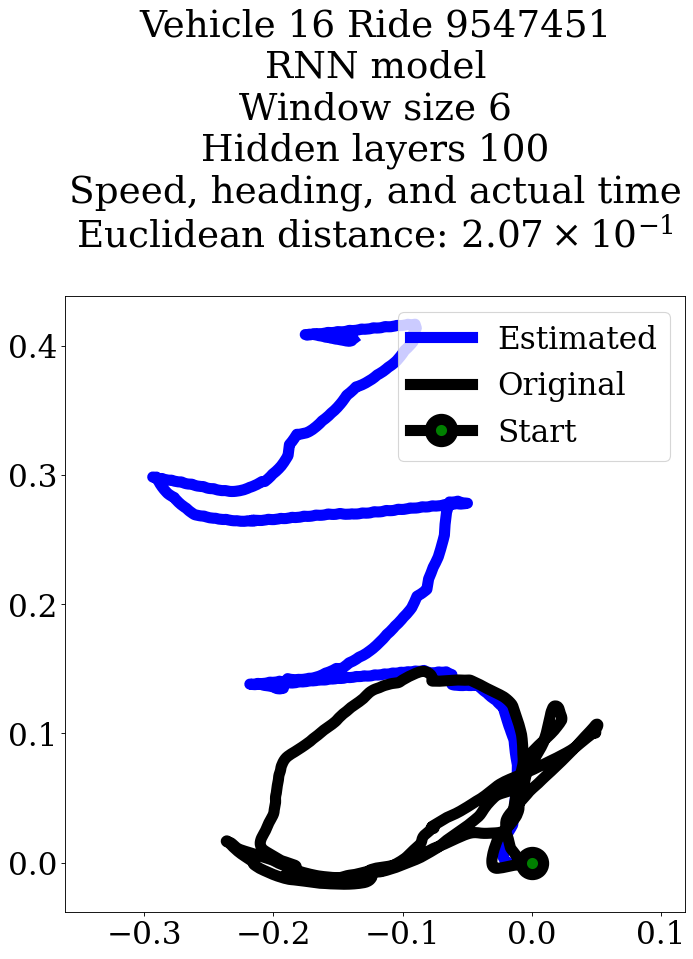 Vehicle 16 Ride 9547451
RNN model
Window size 6
Hidden layers 100
Speed, heading, and actual time
Euclidean distance: 2.07 × 10⁻¹
Estimated
Original
Start
0.4
0.3
0.2
0.1
0.0
−0.3
−0.2
−0.1
0.0
0.1